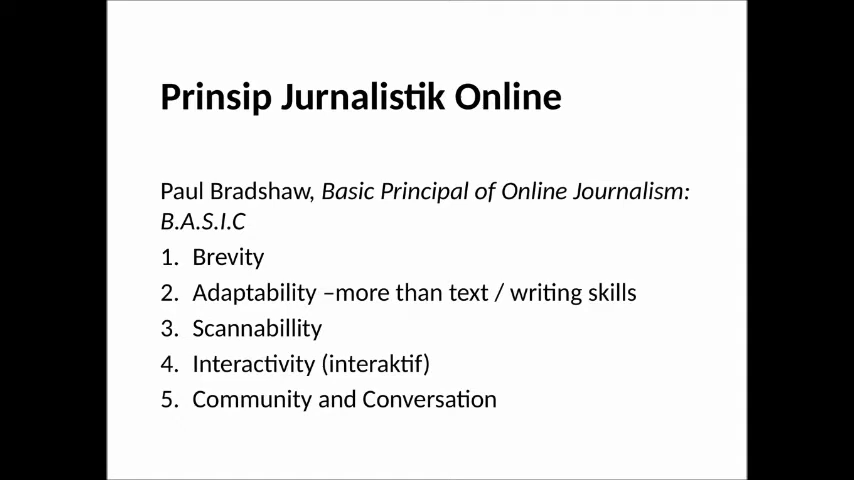 Prinsip Jurnalistik Online
Paul Bradshaw, Basic Principal of Online Journalism:
B.A.S.I.C
1. Brevity
2. Adaptability –more than text / writing skills
3. Scannabillity
4. Interactivity (interaktif)
5. Community and Conversation